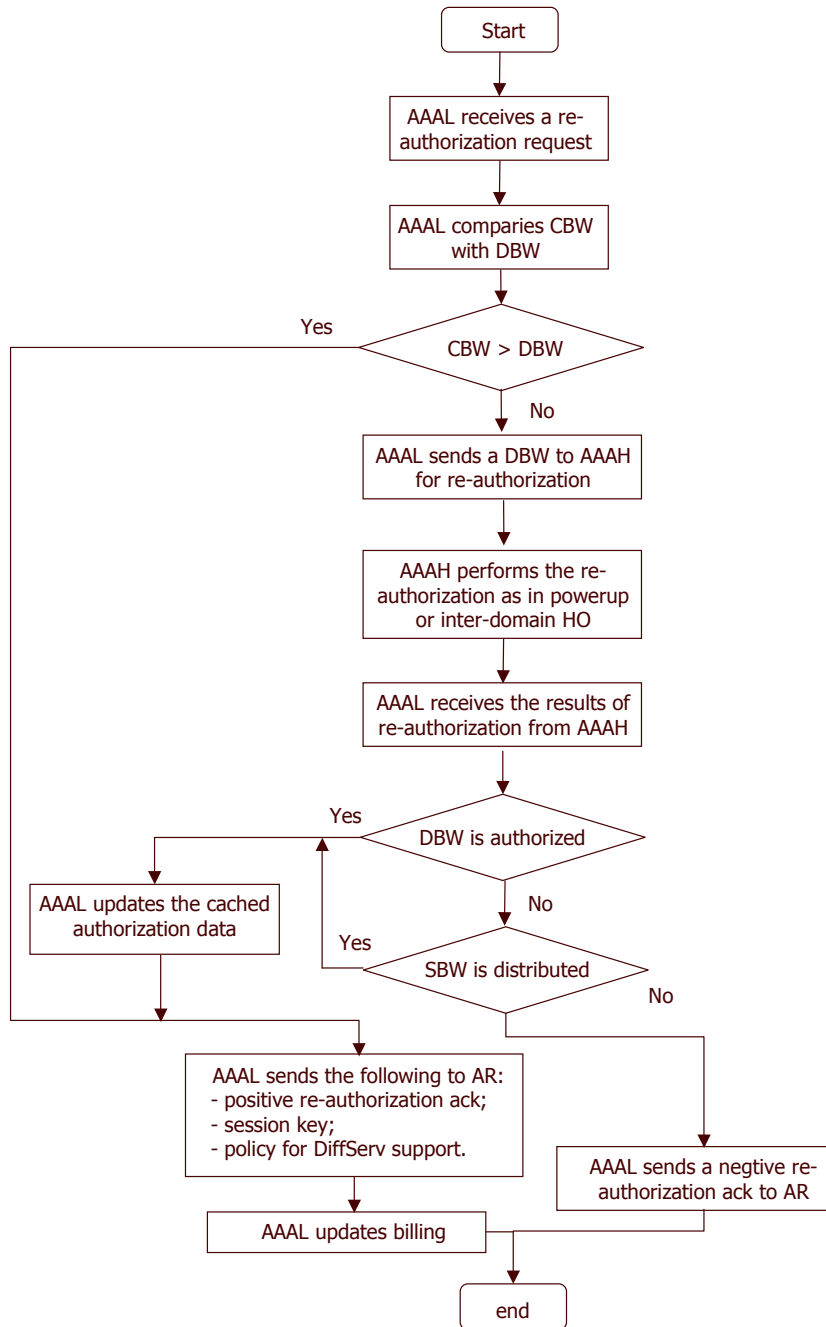 Start
AAAL receives a re-
authorization request
AAAL comparies CBW
with DBW
Yes
CBW > DBW
No
AAAL sends a DBW to AAAH
for re-authorization
AAAH performs the re-
authorization as in powerup
or inter-domain HO
AAAL receives the results of
re-authorization from AAAH
Yes
DBW is authorized
No
AAAL updates the cached
authorization data
Yes
SBW is distributed
No
AAAL sends the following to AR:
- positive re-authorization ack;
- session key;
- policy for DiffServ support.
AAAL sends a negtive re-
authorization ack to AR
AAAL updates billing
end